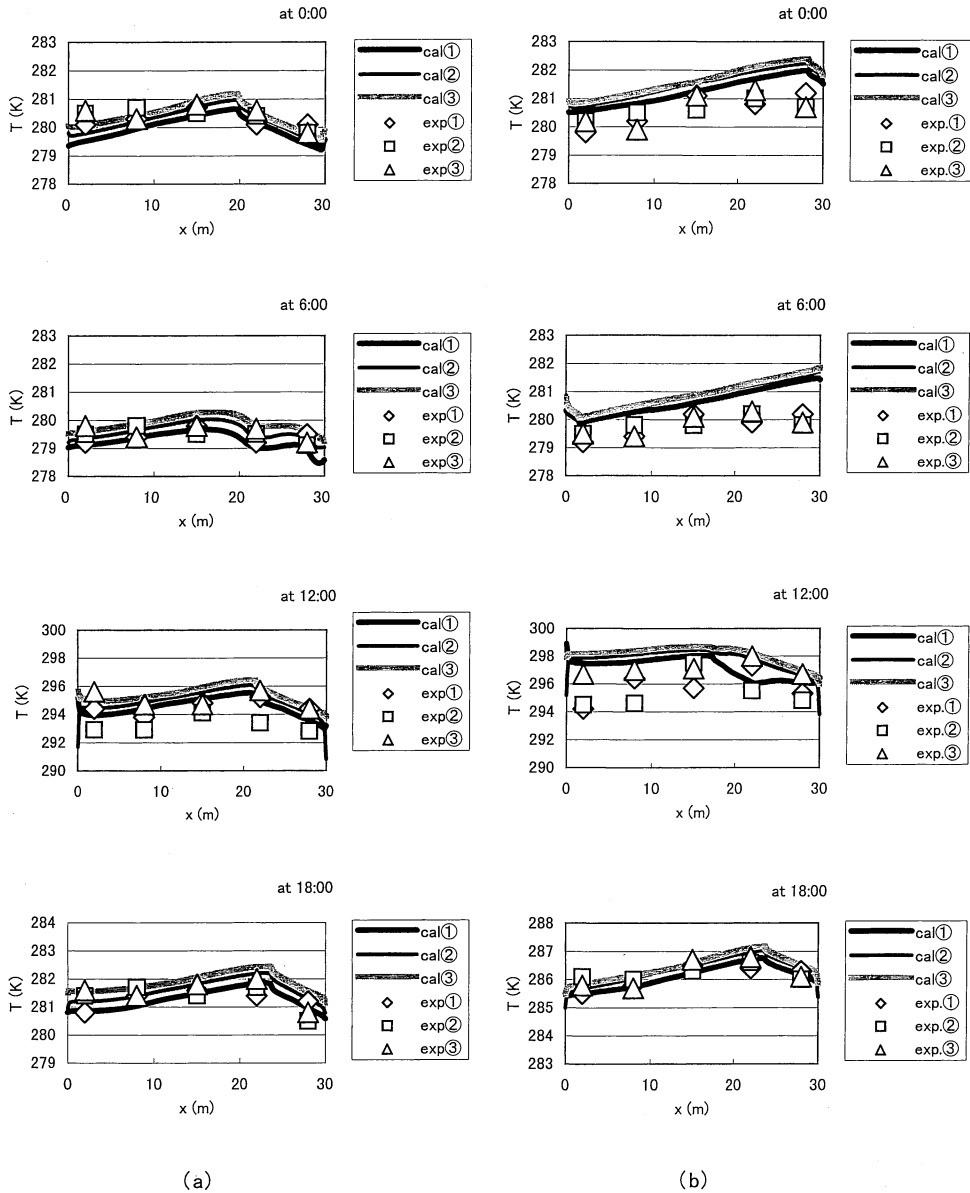 at 0:00
283
282
281
280
279
278
T (K)
0 10 20 30
x (m)
cal①
cal②
cal③
exp①
exp②
exp③
at 0:00
283
282
281
280
279
278
T (K)
0 10 20 30
x (m)
cal①
cal②
cal③
exp.①
exp.②
exp.③
at 6:00
283
282
281
280
279
278
T (K)
0 10 20 30
x (m)
cal①
cal②
cal③
exp①
exp②
exp③
at 6:00
283
282
281
280
279
278
T (K)
0 10 20 30
x (m)
cal①
cal②
cal③
exp.①
exp.②
exp.③
at 12:00
300
298
296
294
292
290
T (K)
0 10 20 30
x (m)
cal①
cal②
cal③
exp①
exp②
exp③
at 12:00
300
298
296
294
292
290
T (K)
0 10 20 30
x (m)
cal①
cal②
cal③
exp.①
exp.②
exp.③
at 18:00
284
283
282
281
280
279
T (K)
0 10 20 30
x (m)
cal①
cal②
cal③
exp①
exp②
exp③
at 18:00
288
287
286
285
284
283
T (K)
0 10 20 30
x (m)
cal①
cal②
cal③
exp.①
exp.②
exp.③
(a)
(b)